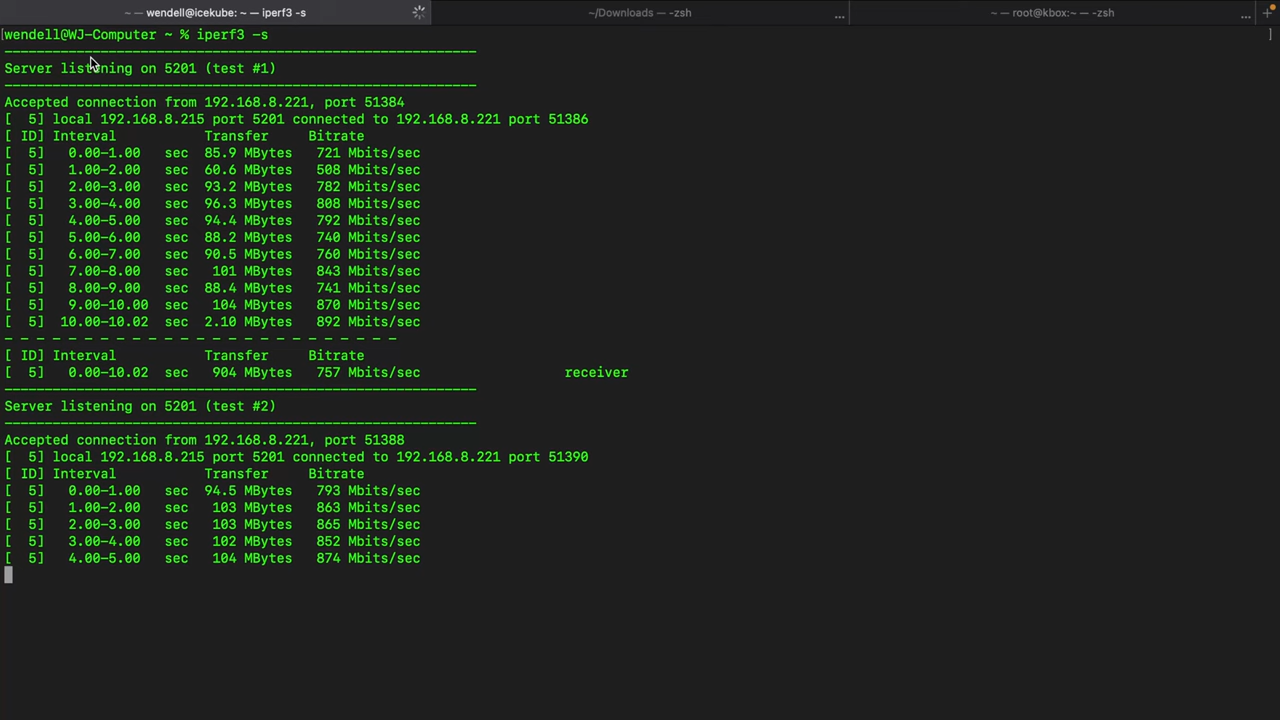 ~ — wendell@icekube: ~ — iperf3 -s
~/Downloads — -zsh
...
~ — root@kbox:~ — -zsh
...
+
[wendell@WJ-Computer ~ % iperf3 -s ]
-----------------------------------------------------------
Server listening on 5201 (test #1)
-----------------------------------------------------------
Accepted connection from 192.168.8.221, port 51384
[  5] local 192.168.8.215 port 5201 connected to 192.168.8.221 port 51386
[ ID] Interval           Transfer     Bitrate
[  5]   0.00-1.00   sec  85.9 MBytes   721 Mbits/sec
[  5]   1.00-2.00   sec  60.6 MBytes   508 Mbits/sec
[  5]   2.00-3.00   sec  93.2 MBytes   782 Mbits/sec
[  5]   3.00-4.00   sec  96.3 MBytes   808 Mbits/sec
[  5]   4.00-5.00   sec  94.4 MBytes   792 Mbits/sec
[  5]   5.00-6.00   sec  88.2 MBytes   740 Mbits/sec
[  5]   6.00-7.00   sec  90.5 MBytes   760 Mbits/sec
[  5]   7.00-8.00   sec   101 MBytes   843 Mbits/sec
[  5]   8.00-9.00   sec  88.4 MBytes   741 Mbits/sec
[  5]   9.00-10.00  sec   104 MBytes   870 Mbits/sec
[  5]  10.00-10.02  sec  2.10 MBytes   892 Mbits/sec
- - - - - - - - - - - - - - - - - - - - - - - - -
[ ID] Interval           Transfer     Bitrate
[  5]   0.00-10.02  sec   904 MBytes   757 Mbits/sec                  receiver
-----------------------------------------------------------
Server listening on 5201 (test #2)
-----------------------------------------------------------
Accepted connection from 192.168.8.221, port 51388
[  5] local 192.168.8.215 port 5201 connected to 192.168.8.221 port 51390
[ ID] Interval           Transfer     Bitrate
[  5]   0.00-1.00   sec  94.5 MBytes   793 Mbits/sec
[  5]   1.00-2.00   sec   103 MBytes   863 Mbits/sec
[  5]   2.00-3.00   sec   103 MBytes   865 Mbits/sec
[  5]   3.00-4.00   sec   102 MBytes   852 Mbits/sec
[  5]   4.00-5.00   sec   104 MBytes   874 Mbits/sec